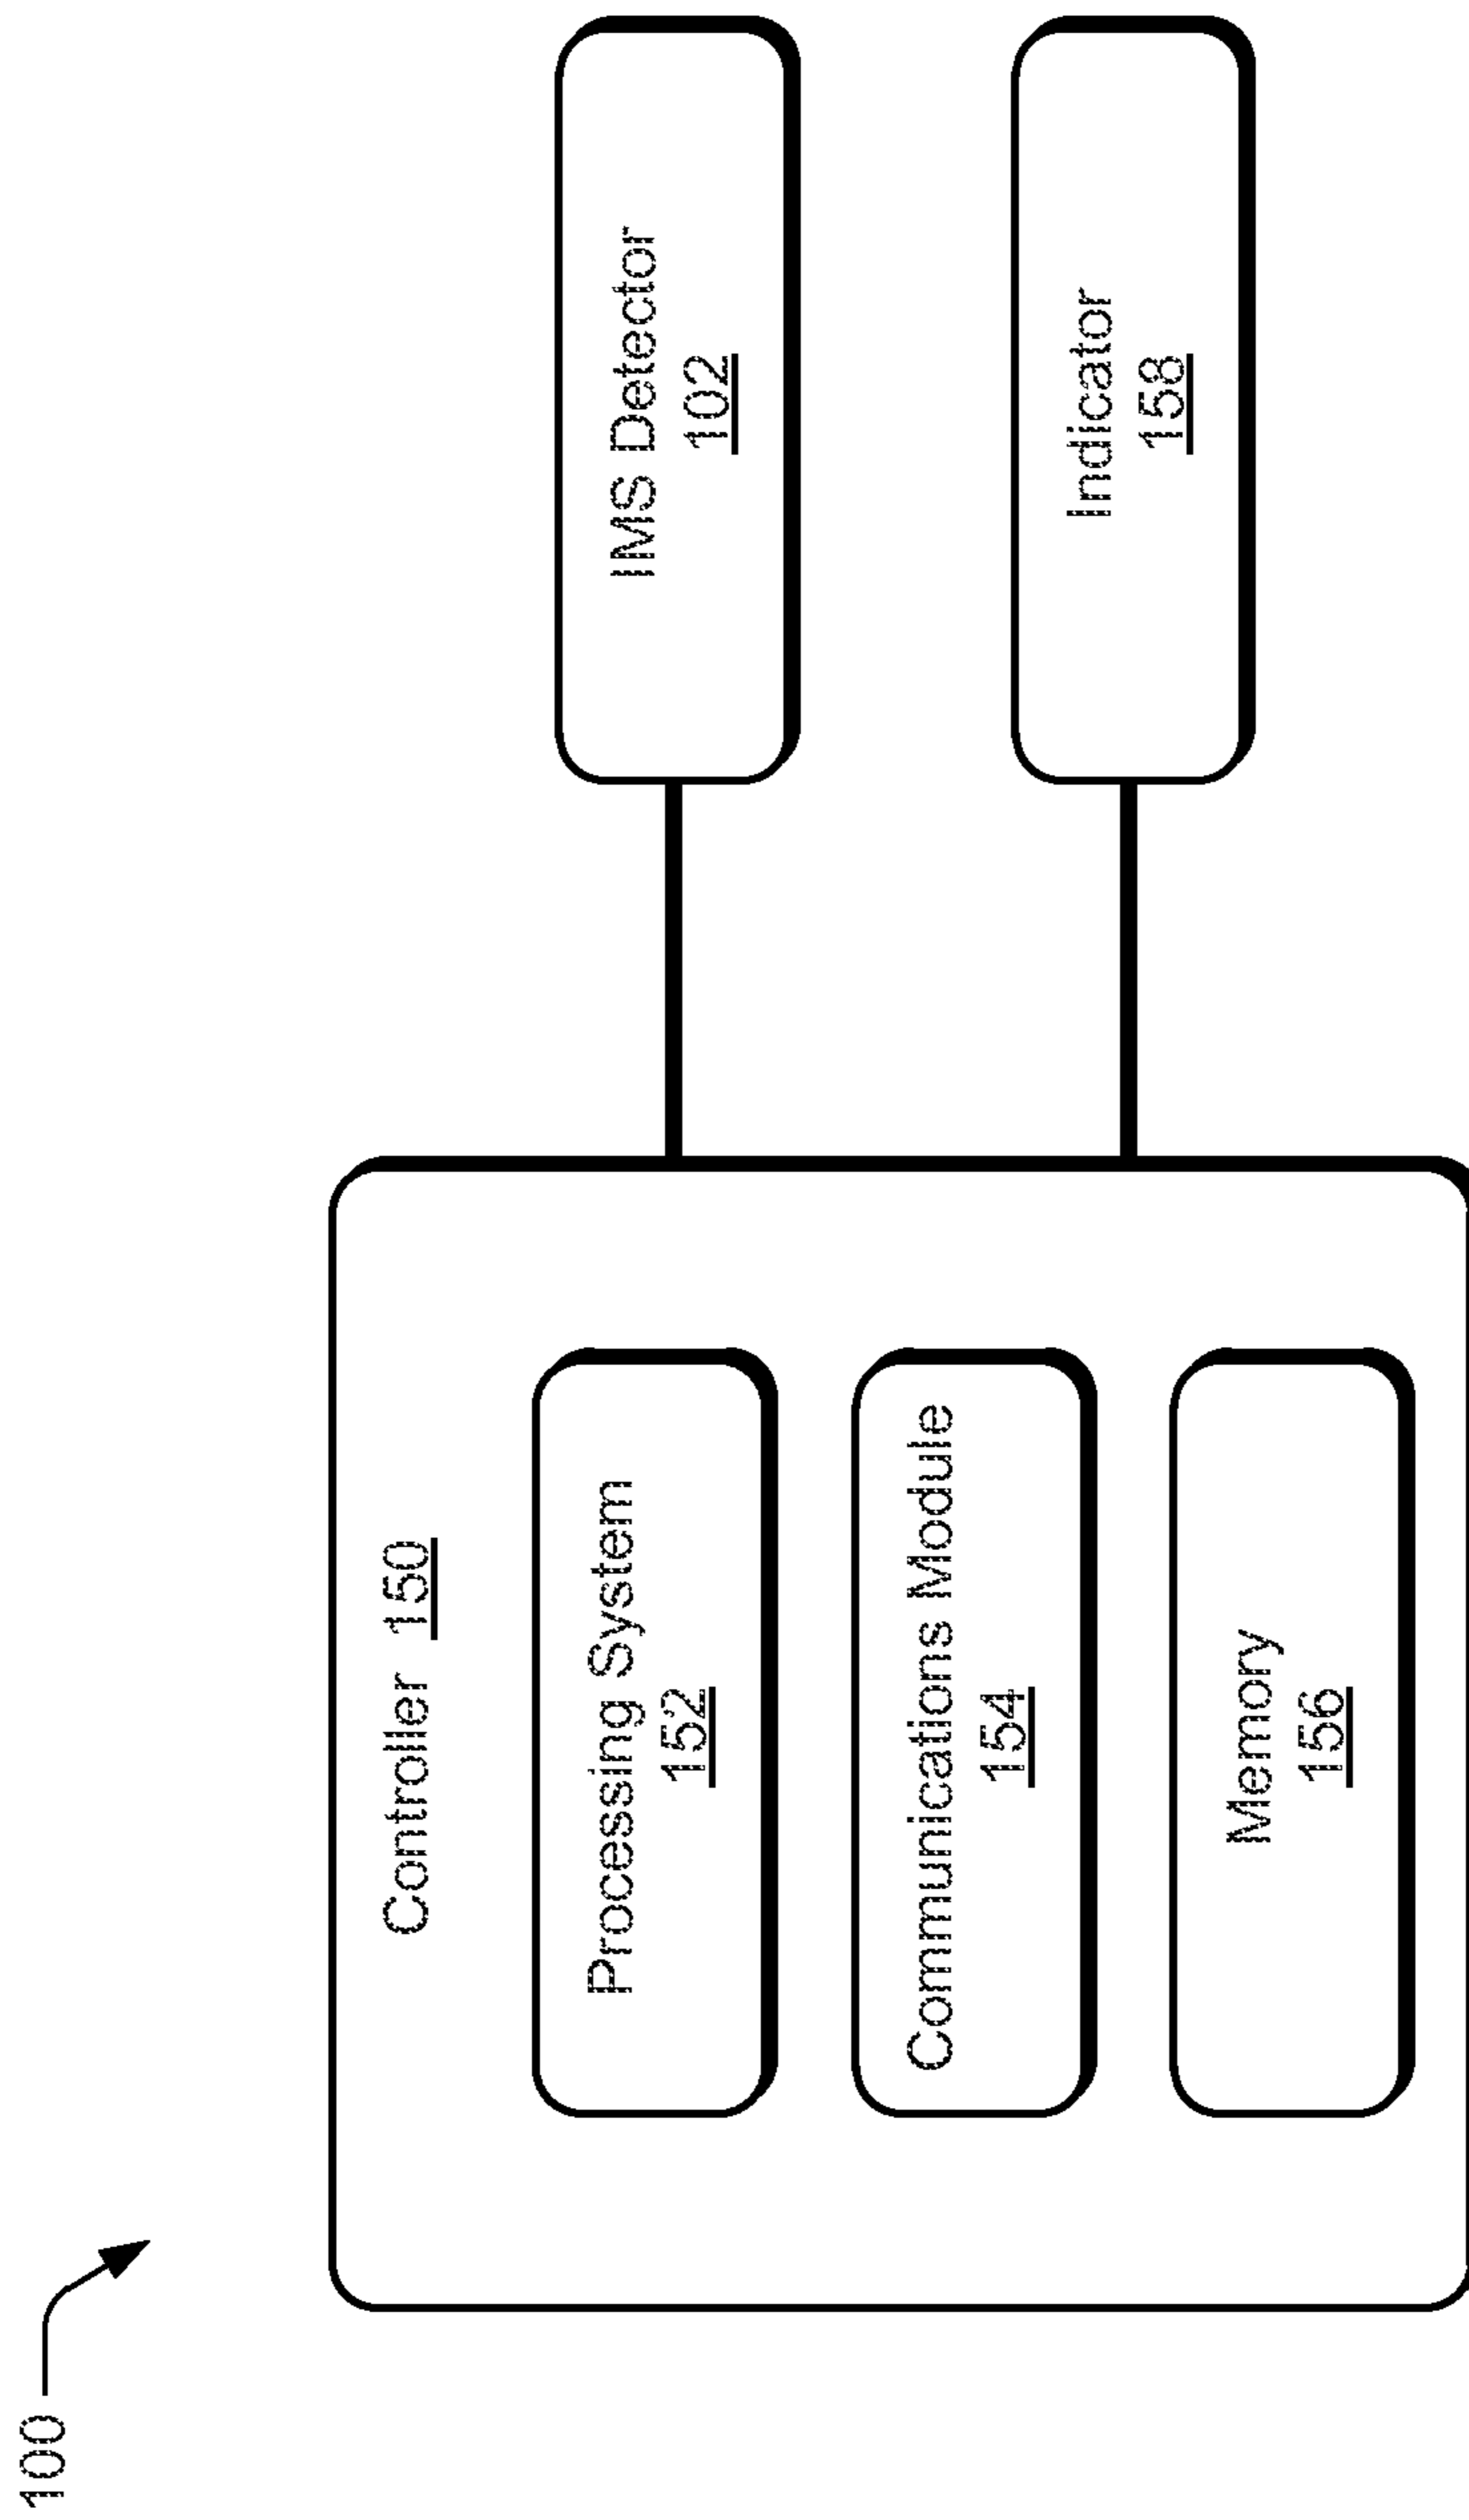 100
Controller 150
Processing System
152
Communications Module
154
Memory
156
IMS Detector
102
Indicator
158